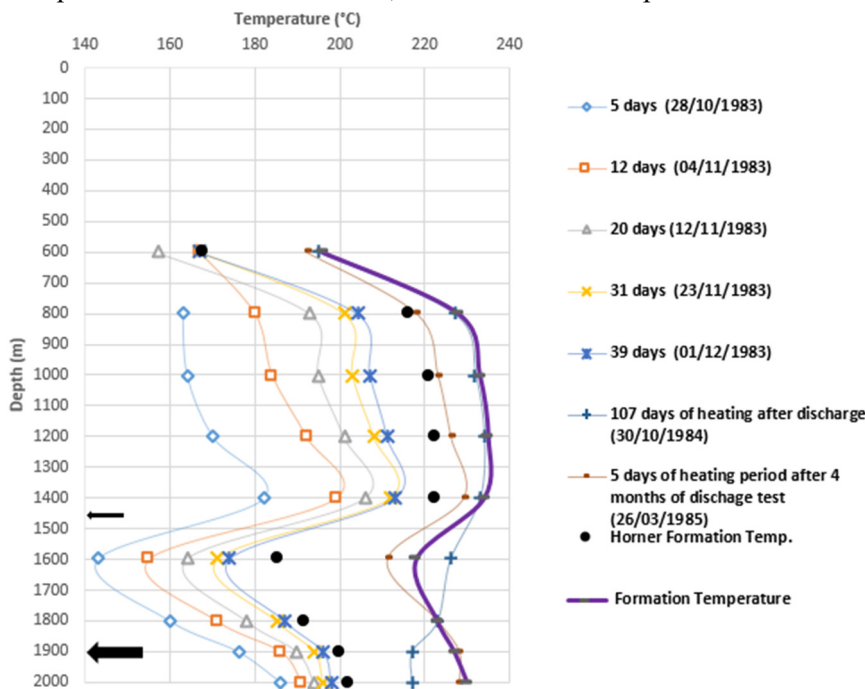 Temperature (°C)
140 160 180 200 220 240
0
100
200
300
400
500
600
700
800
900
1000
1100
1200
1300
1400
1500
1600
1700
1800
1900
2000
Depth (m)
5 days (28/10/1983)
12 days (04/11/1983)
20 days (12/11/1983)
31 days (23/11/1983)
39 days (01/12/1983)
107 days of heating after discharge
(30/10/1984)
5 days of heating period after 4
months of dischage test
(26/03/1985)
Horner Formation Temp.
Formation Temperature